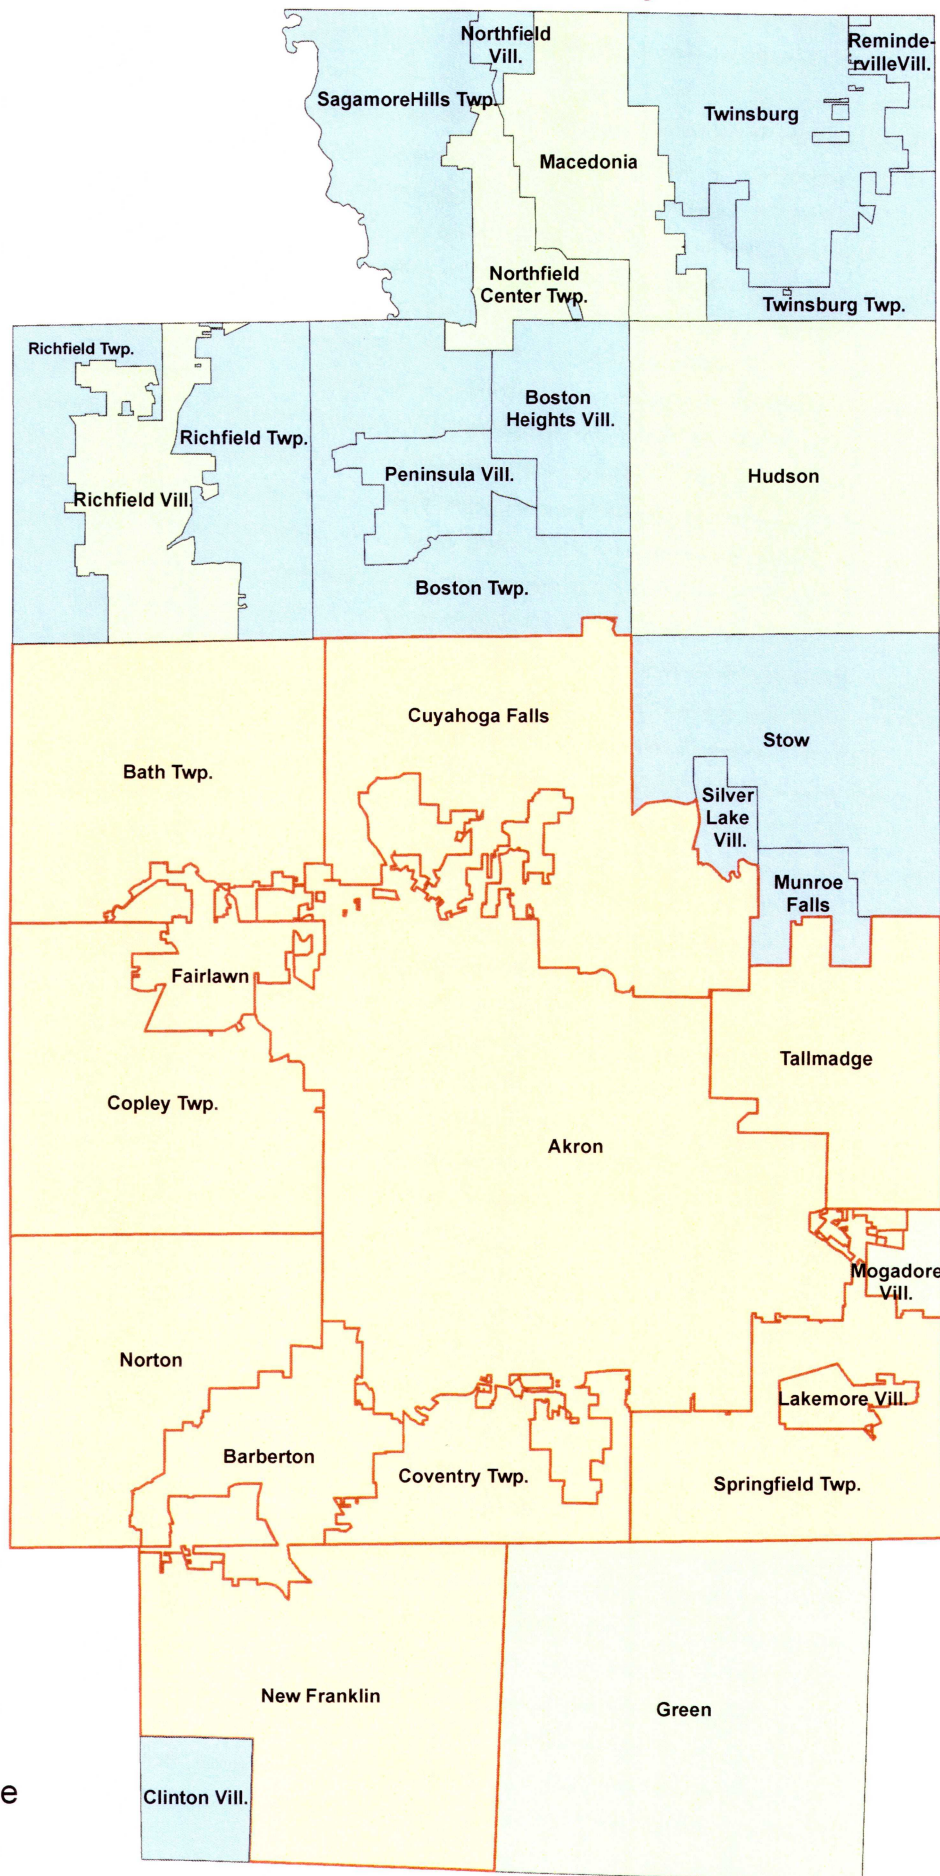 Northfield
Vill.
Reminde-
rvilleVill.
SagamoreHills Twp.
Twinsburg
Macedonia
Northfield
Center Twp.
Twinsburg Twp.
Richfield Twp.
Boston
Heights Vill.
Richfield Twp.
Peninsula Vill.
Hudson
Richfield Vill.
Boston Twp.
Cuyahoga Falls
Stow
Bath Twp.
Silver
Lake
Vill.
Munroe
Falls
Fairlawn
Tallmadge
Copley Twp.
Akron
Mogadore
Vill.
Norton
Lakemore Vill.
Barberton
Coventry Twp.
Springfield Twp.
New Franklin
Green
Clinton Vill.
e